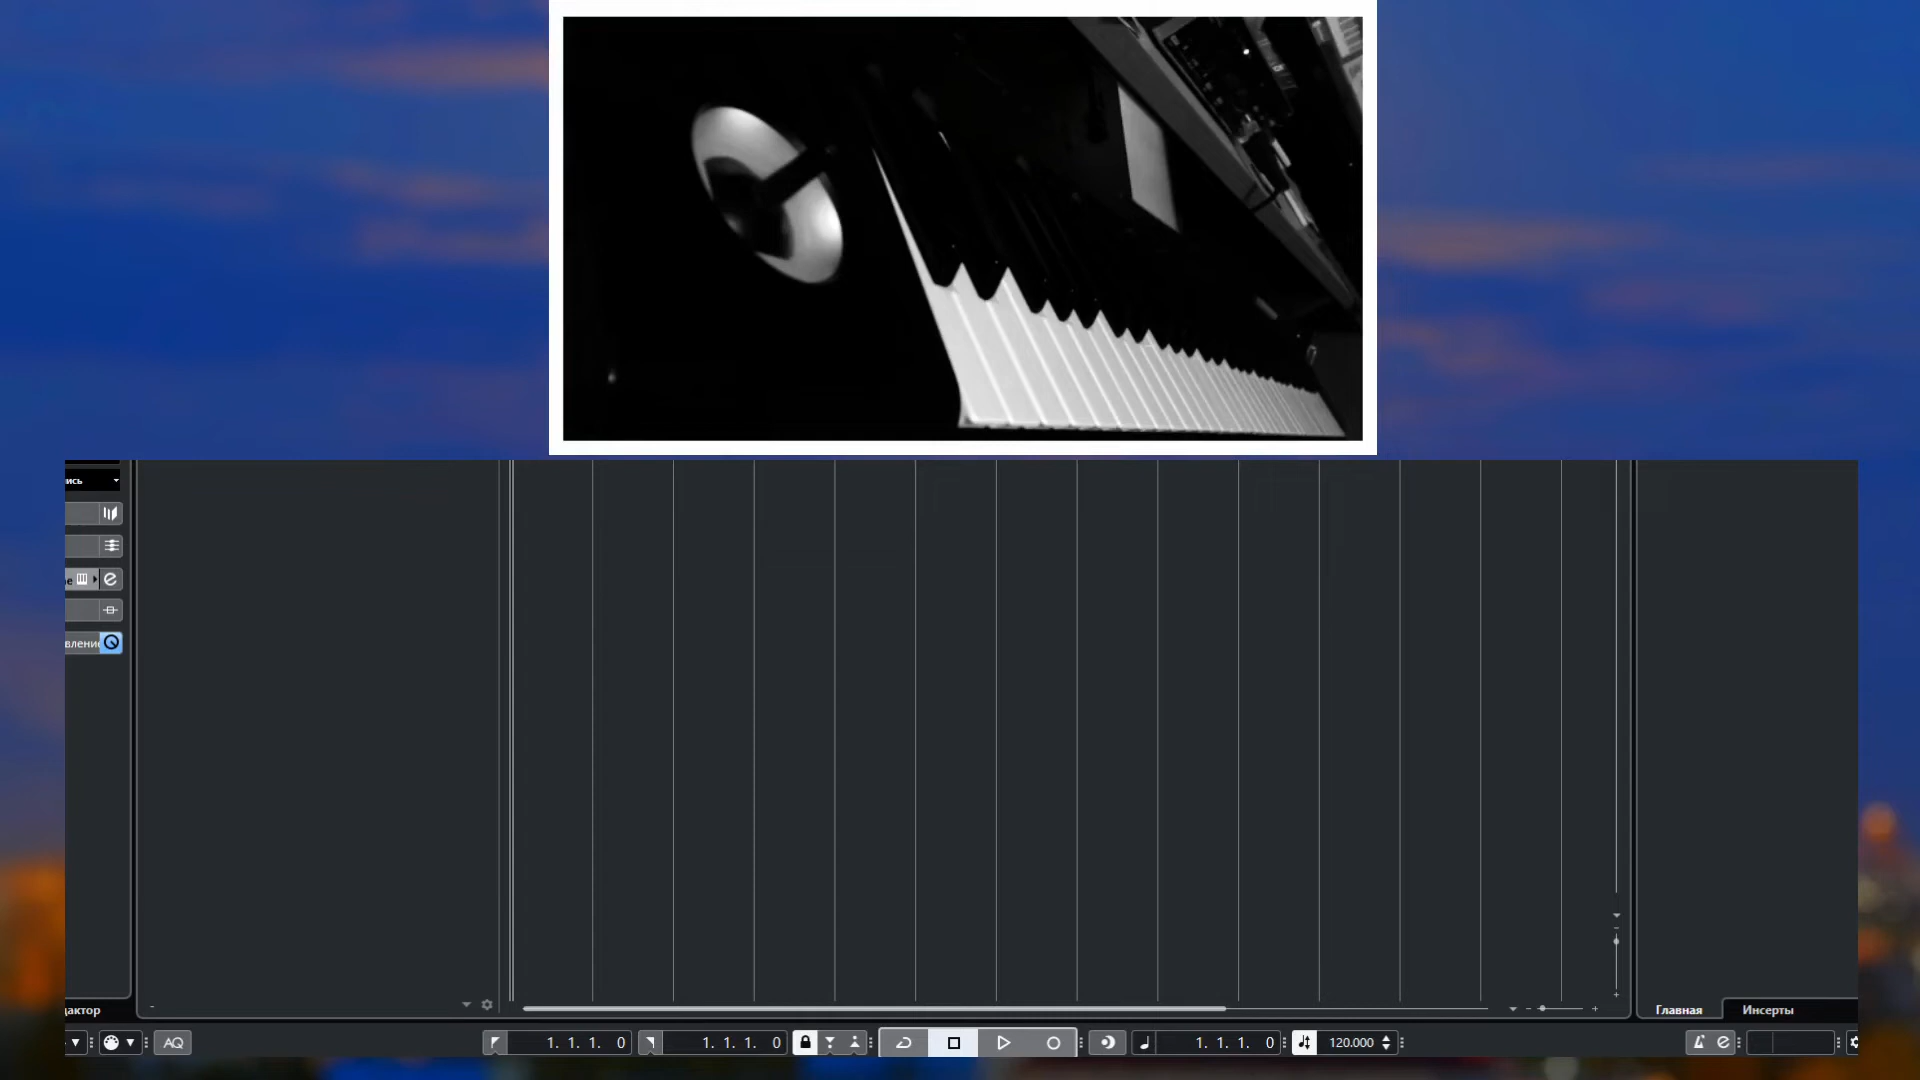 ись
е
вление
дактор
-
Главная
Инсерты
AQ
1. 1. 1. 0
1. 1. 1. 0
1. 1. 1. 0
120.000